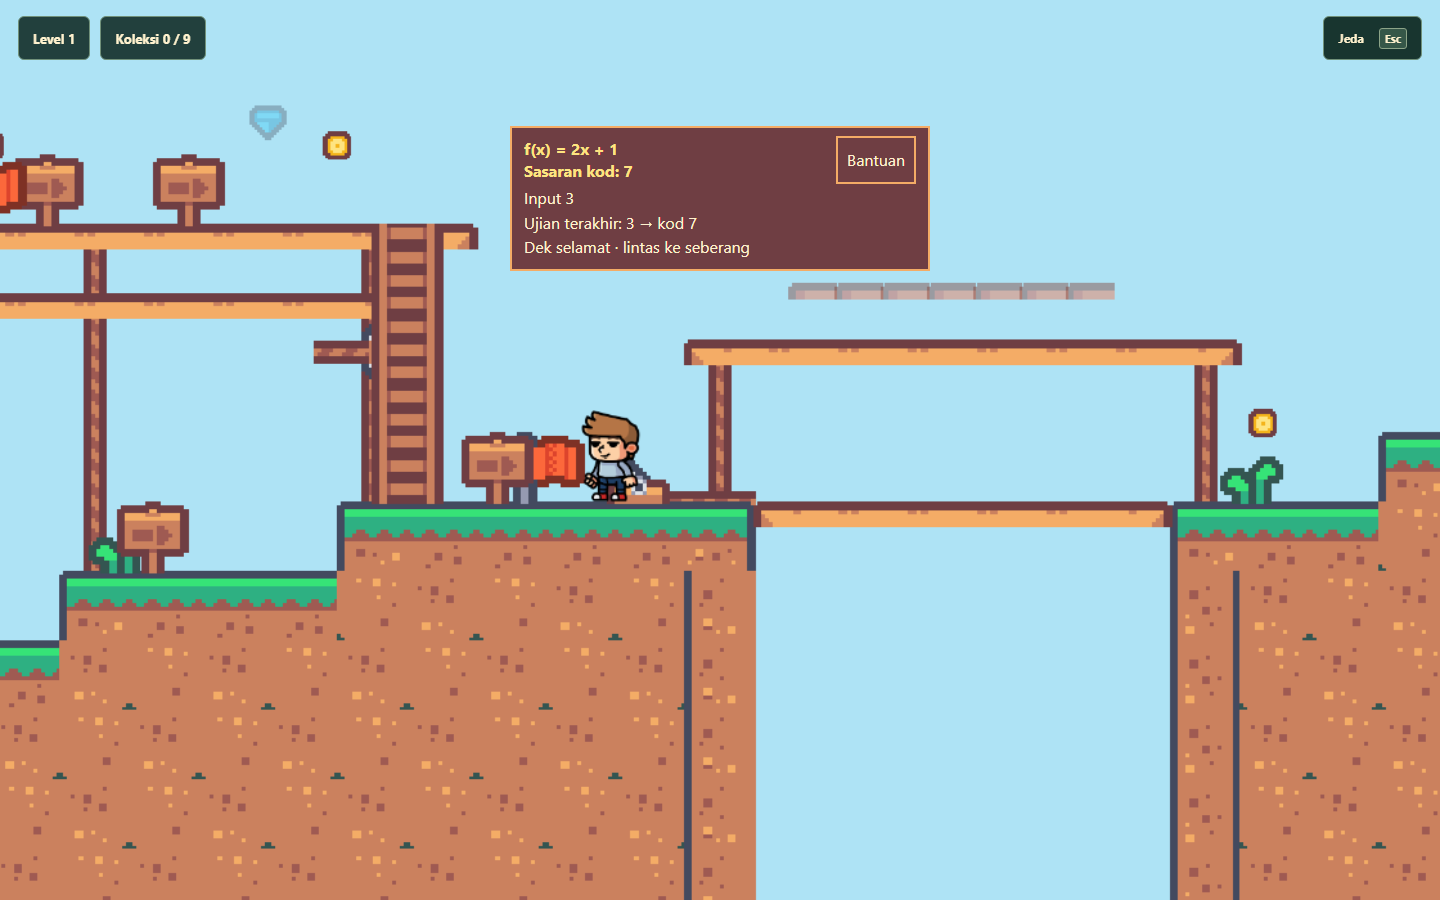 Level 1
Koleksi 0 / 9
Jeda Esc
f(x) = 2x + 1
Sasaran kod: 7
Bantuan
Input 3
Ujian terakhir: 3 → kod 7
Dek selamat · lintas ke seberang